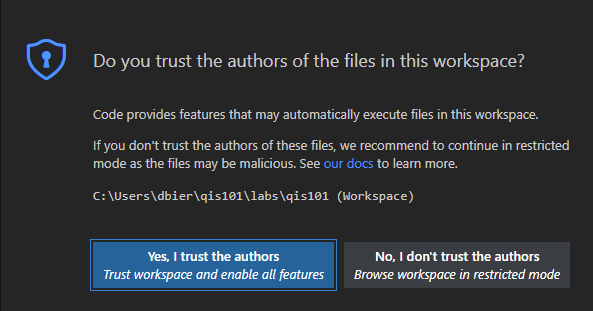 Do you trust the authors of the files in this workspace?
Code provides features that may automatically execute files in this workspace.
If you don't trust the authors of these files, we recommend to continue in restricted
mode as the files may be malicious. See our docs to learn more.
C:\Users\dbier\qis101\labs\qis101 (Workspace)
Yes, I trust the authors
Trust workspace and enable all features
No, I don't trust the authors
Browse workspace in restricted mode